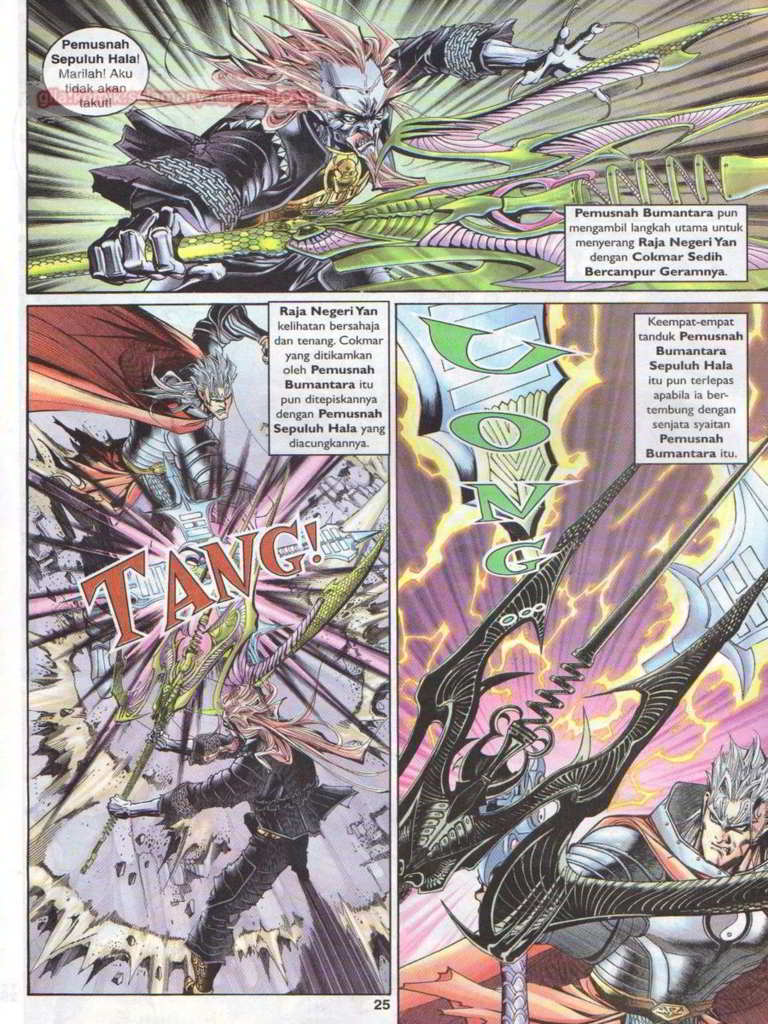 Pemusnah
Sepuluh Hala!
Marilah! Aku
tidak akan
takut!
Pemusnah Bumantara pun
mengambil langkah utama untuk
menyerang Raja Negeri Yan
dengan Cokmar Sedih
Bercampur Geramnya.
Raja Negeri Yan
kelihatan bersahaja
dan tenang. Cokmar
yang ditikamkan
oleh Pemusnah
Bumantara itu
pun ditepiskannya
dengan Pemusnah
Sepuluh Hala yang
diacungkannya.
TANG!
UONG
Keempat-empat
tanduk Pemusnah
Bumantara
Sepuluh Hala
itu pun terlepas
apabila ia ber-
tembung dengan
senjata syaitan
Pemusnah
Bumantara itu.
25